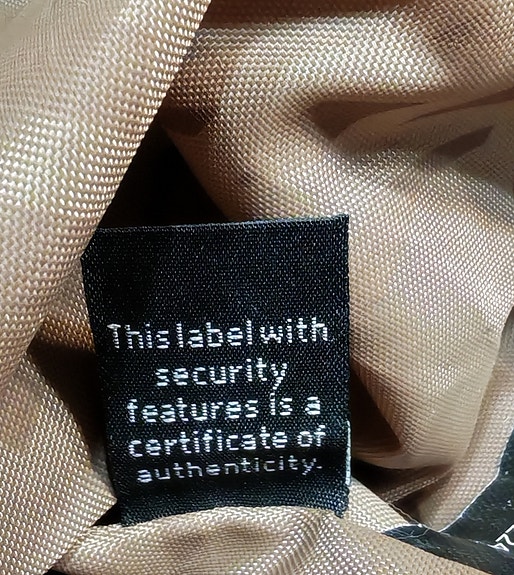 This label with
security
features is a
certificate of
authenticity.